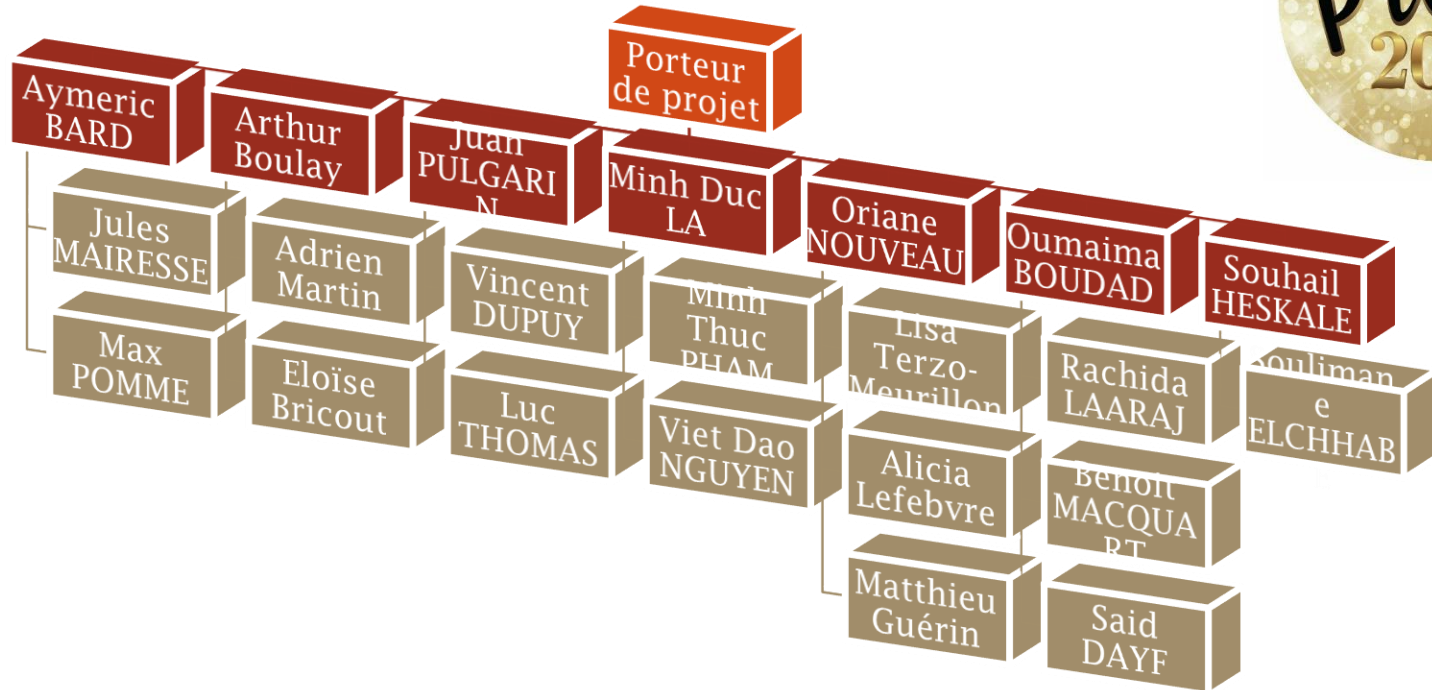 Porteur
de projet
Aymeric
BARD
Arthur
Boulay
Juan
PULGARI
N
Minh Duc
LA
Oriane
NOUVEAU
Oumaima
BOUDAD
Souhail
HESKALE
Jules
MAIRESSE
Max
POMME
Adrien
Martin
Eloïse
Bricout
Vincent
DUPUY
Luc
THOMAS
Minh
Thuc
PHAM
Viet Dao
NGUYEN
Lisa
Terzo-
Meurillon
Alicia
Lefebvre
Matthieu
Guérin
Rachida
LAARAJ
Benoit
MACQUA
RT
Said
DAYF
Souliman
e
ELCHHAB
20